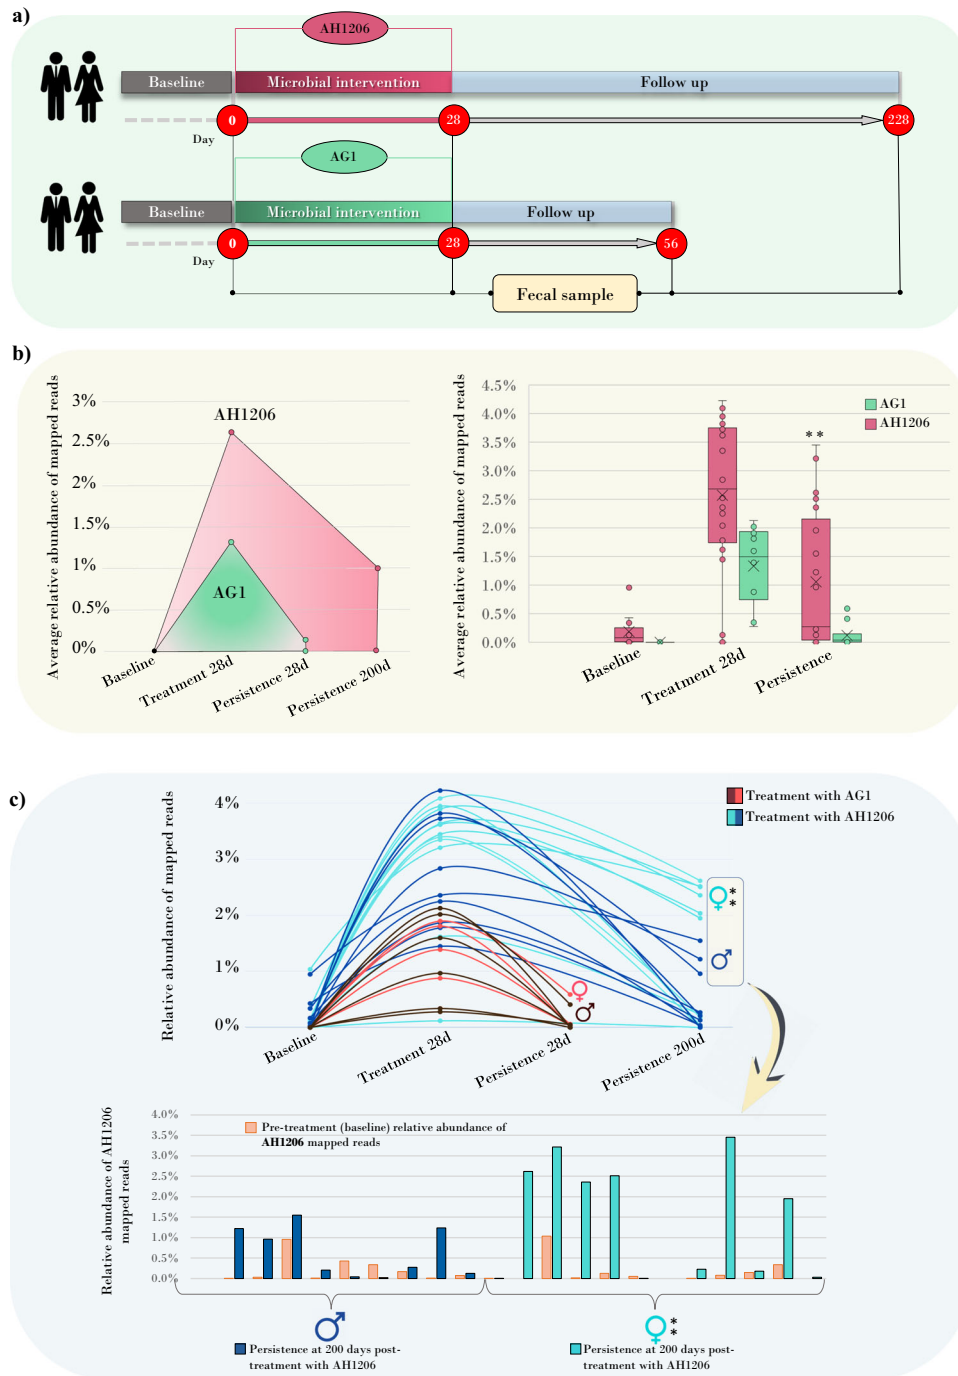 a)
AH1206
Baseline
Microbial intervention
Follow up
0
28
228
Day
AG1
Baseline
Microbial intervention
Follow up
0
28
56
Day
Fecal sample
b)
Average relative abundance of mapped reads
3%
2.5%
2%
1.5%
1%
0.5%
0%
AH1206
AG1
Baseline
Treatment 28d
Persistence 28d
Persistence 200d
Average relative abundance of mapped reads
4.5%
4.0%
3.5%
3.0%
2.5%
2.0%
1.5%
1.0%
0.5%
0.0%
AG1
AH1206
**
Baseline
Treatment 28d
Persistence
c)
Relative abundance of mapped reads
4%
3%
2%
1%
0%
Treatment with AG1
Treatment with AH1206
♀**
♂
♀
♂
Baseline
Treatment 28d
Persistence 28d
Persistence 200d
Relative abundance of AH1206
mapped reads
4.0%
3.5%
3.0%
2.5%
2.0%
1.5%
1.0%
0.5%
0.0%
Pre-treatment (baseline) relative abundance of
AH1206 mapped reads
♂
♀**
Persistence at 200 days post-
treatment with AH1206
Persistence at 200 days post-
treatment with AH1206